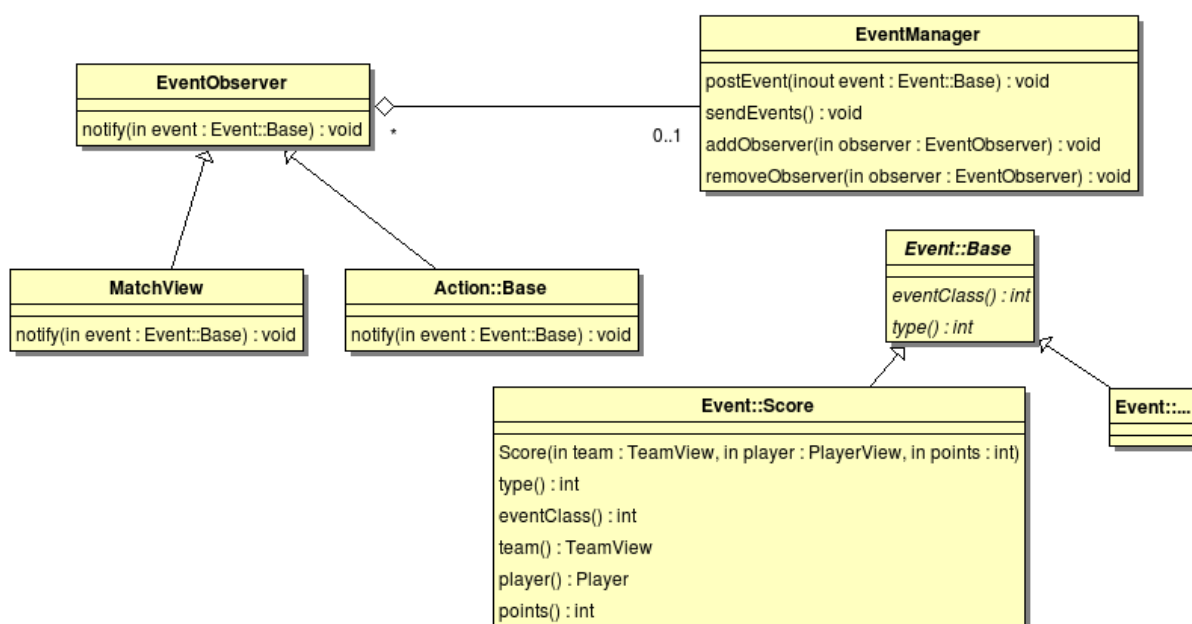 EventManager
postEvent(inout event : Event::Base) : void
sendEvents() : void
addObserver(in observer : EventObserver) : void
removeObserver(in observer : EventObserver) : void
EventObserver
notify(in event : Event::Base) : void
*
0..1
MatchView
notify(in event : Event::Base) : void
Action::Base
notify(in event : Event::Base) : void
Event::Base
eventClass() : int
type() : int
Event::Score
Score(in team : TeamView, in player : PlayerView, in points : int)
type() : int
eventClass() : int
team() : TeamView
player() : Player
points() : int
Event::...